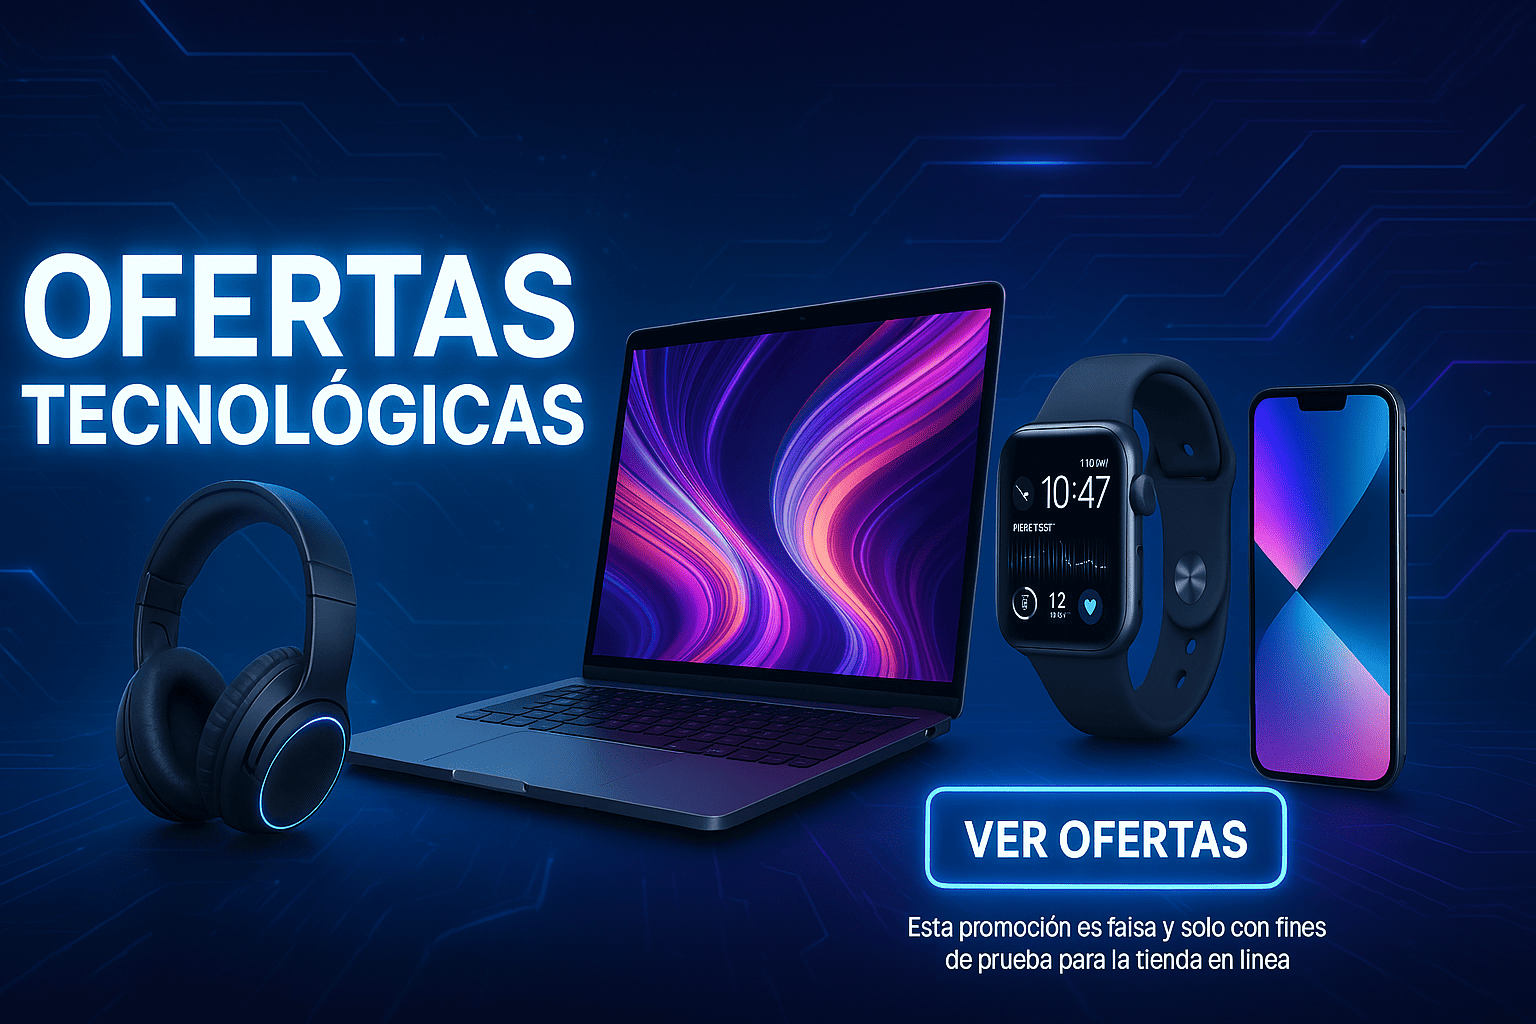 OFERTAS
TECNOLÓGICAS
10:47
PIERETSST
12
VER OFERTAS
Esta promoción es faisa y solo con fines
de prueba para la tienda en linea